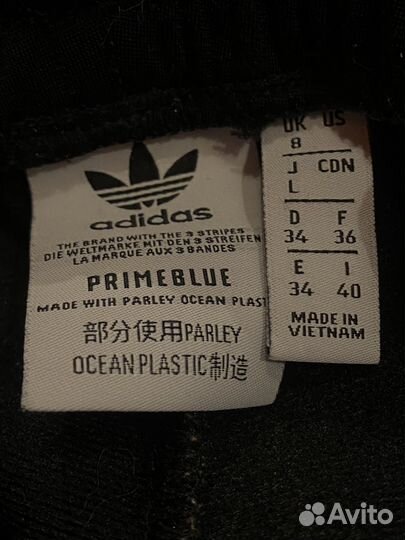 adidas
THE BRAND WITH THE 3 STRIPES
DIE WELTMARKE MIT DEN 3 STREIFEN
LA MARQUE AUX 3 BANDES
PRIMEBLUE
MADE WITH PARLEY OCEAN PLAST
部分使用PARLEY
OCEAN PLASTIC制造
UK US
8
J CDN
L
D F
34 36
E I
34 40
MADE IN
VIETNAM
Avito